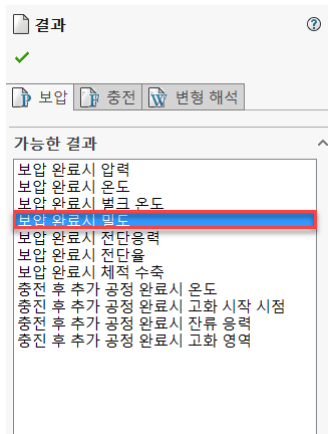 결과
보압 충전 변형 해석
가능한 결과
보압 완료시 압력
보압 완료시 온도
보압 완료시 벌크 온도
보압 완료시 밀도
보압 완료시 전단응력
보압 완료시 전단율
보압 완료시 체적 수축
충전 후 추가 공정 완료시 온도
충진 후 추가 공정 완료시 고화 시작 시점
충전 후 추가 공정 완료시 잔류 응력
충진 후 추가 공정 완료시 고화 영역